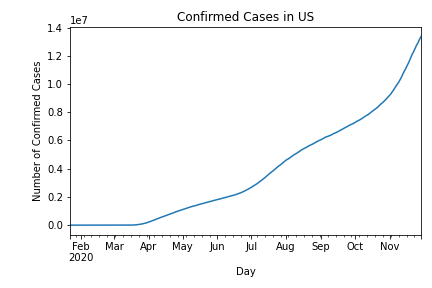 Confirmed Cases in US
1e7
1.4
1.2
1.0
0.8
0.6
0.4
0.2
0.0
Number of Confirmed Cases
Feb Mar Apr May Jun Jul Aug Sep Oct Nov
2020
Day